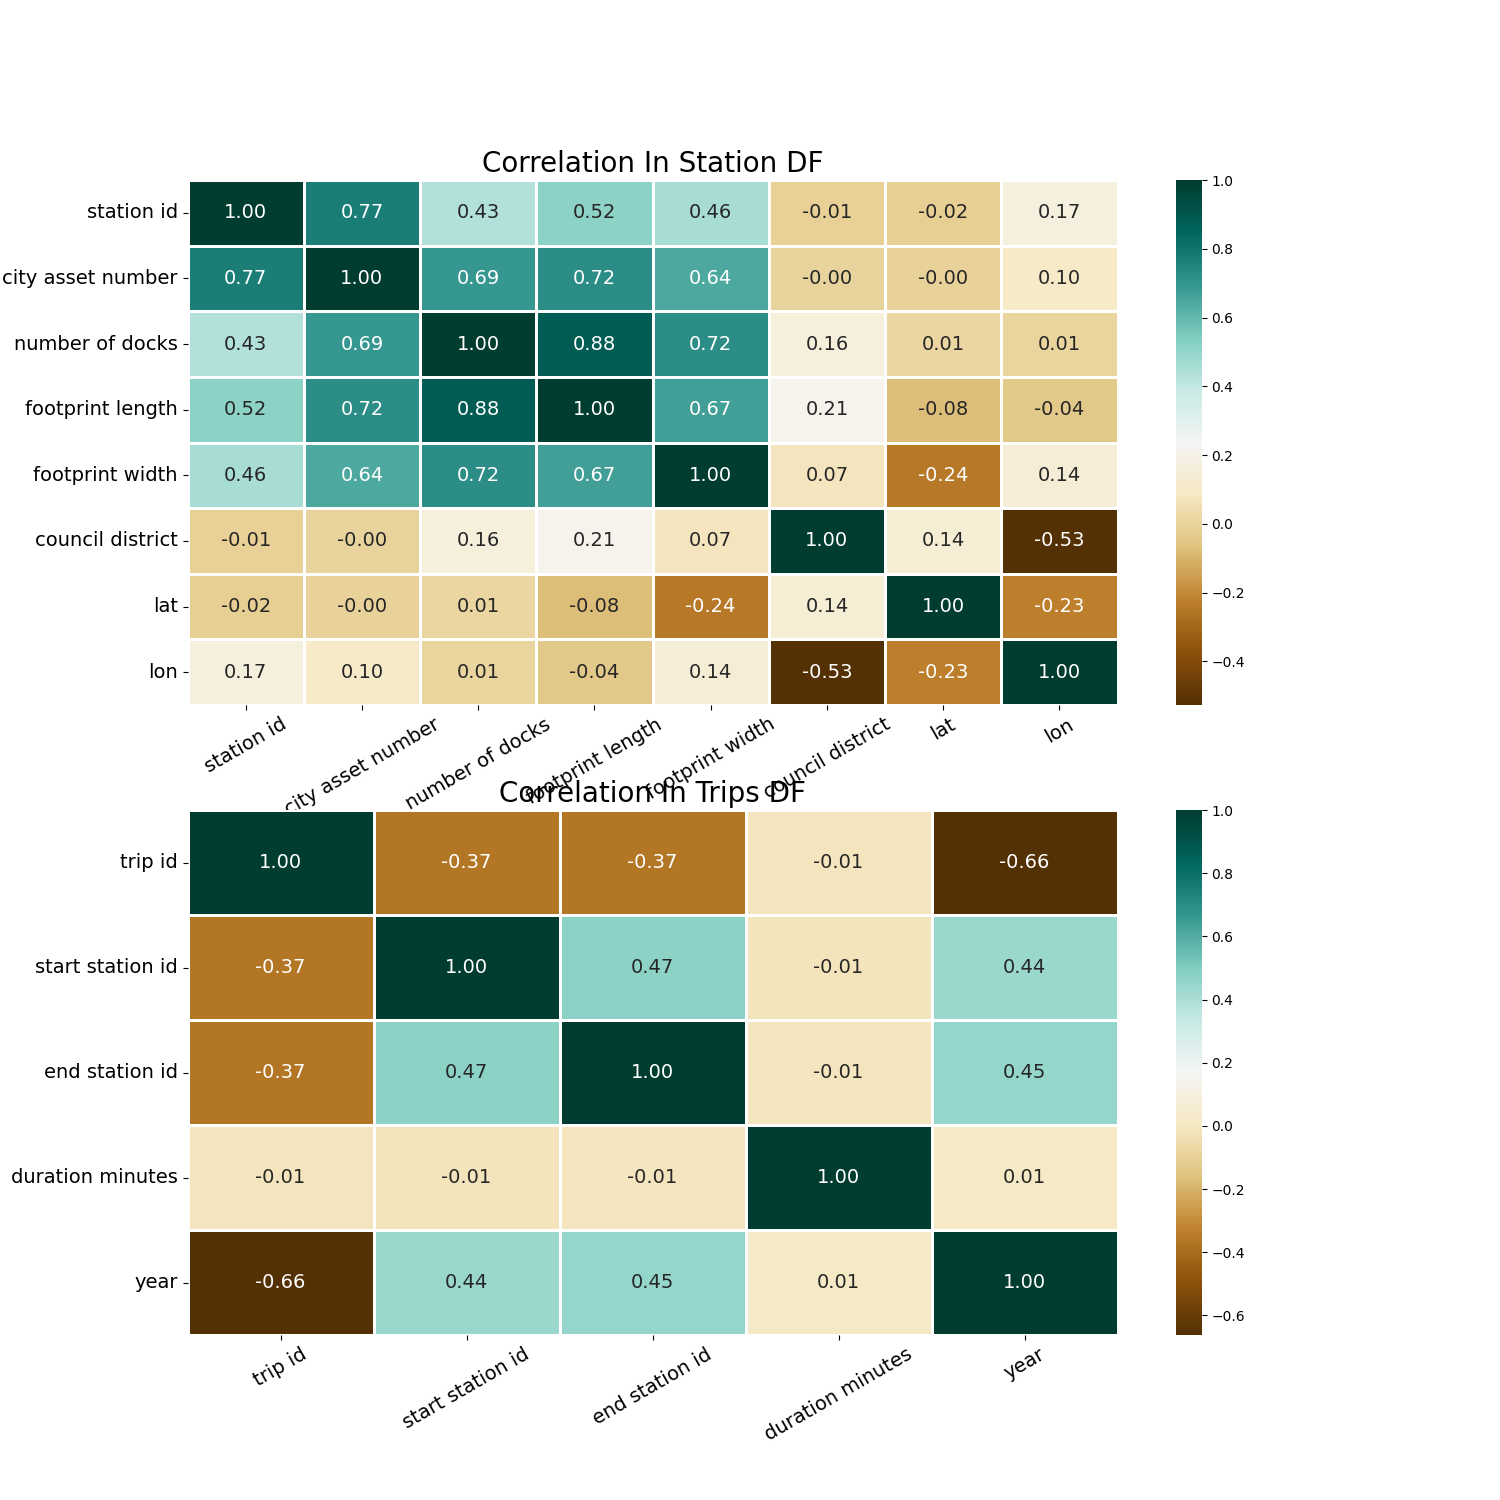 Correlation In Station DF
station id 1.00 0.77 0.43 0.52 0.46 -0.01 -0.02 0.17
city asset number 0.77 1.00 0.69 0.72 0.64 -0.00 -0.00 0.10
number of docks 0.43 0.69 1.00 0.88 0.72 0.16 0.01 0.01
footprint length 0.52 0.72 0.88 1.00 0.67 0.21 -0.08 -0.04
footprint width 0.46 0.64 0.72 0.67 1.00 0.07 -0.24 0.14
council district -0.01 -0.00 0.16 0.21 0.07 1.00 0.14 -0.53
lat -0.02 -0.00 0.01 -0.08 -0.24 0.14 1.00 -0.23
lon 0.17 0.10 0.01 -0.04 0.14 -0.53 -0.23 1.00
station id city asset number number of docks footprint length footprint width council district lat lon
1.0
0.8
0.6
0.4
0.2
0.0
−0.2
−0.4
Correlation In Trips DF
trip id 1.00 -0.37 -0.37 -0.01 -0.66
start station id -0.37 1.00 0.47 -0.01 0.44
end station id -0.37 0.47 1.00 -0.01 0.45
duration minutes -0.01 -0.01 -0.01 1.00 0.01
year -0.66 0.44 0.45 0.01 1.00
trip id start station id end station id duration minutes year
1.0
0.8
0.6
0.4
0.2
0.0
−0.2
−0.4
−0.6